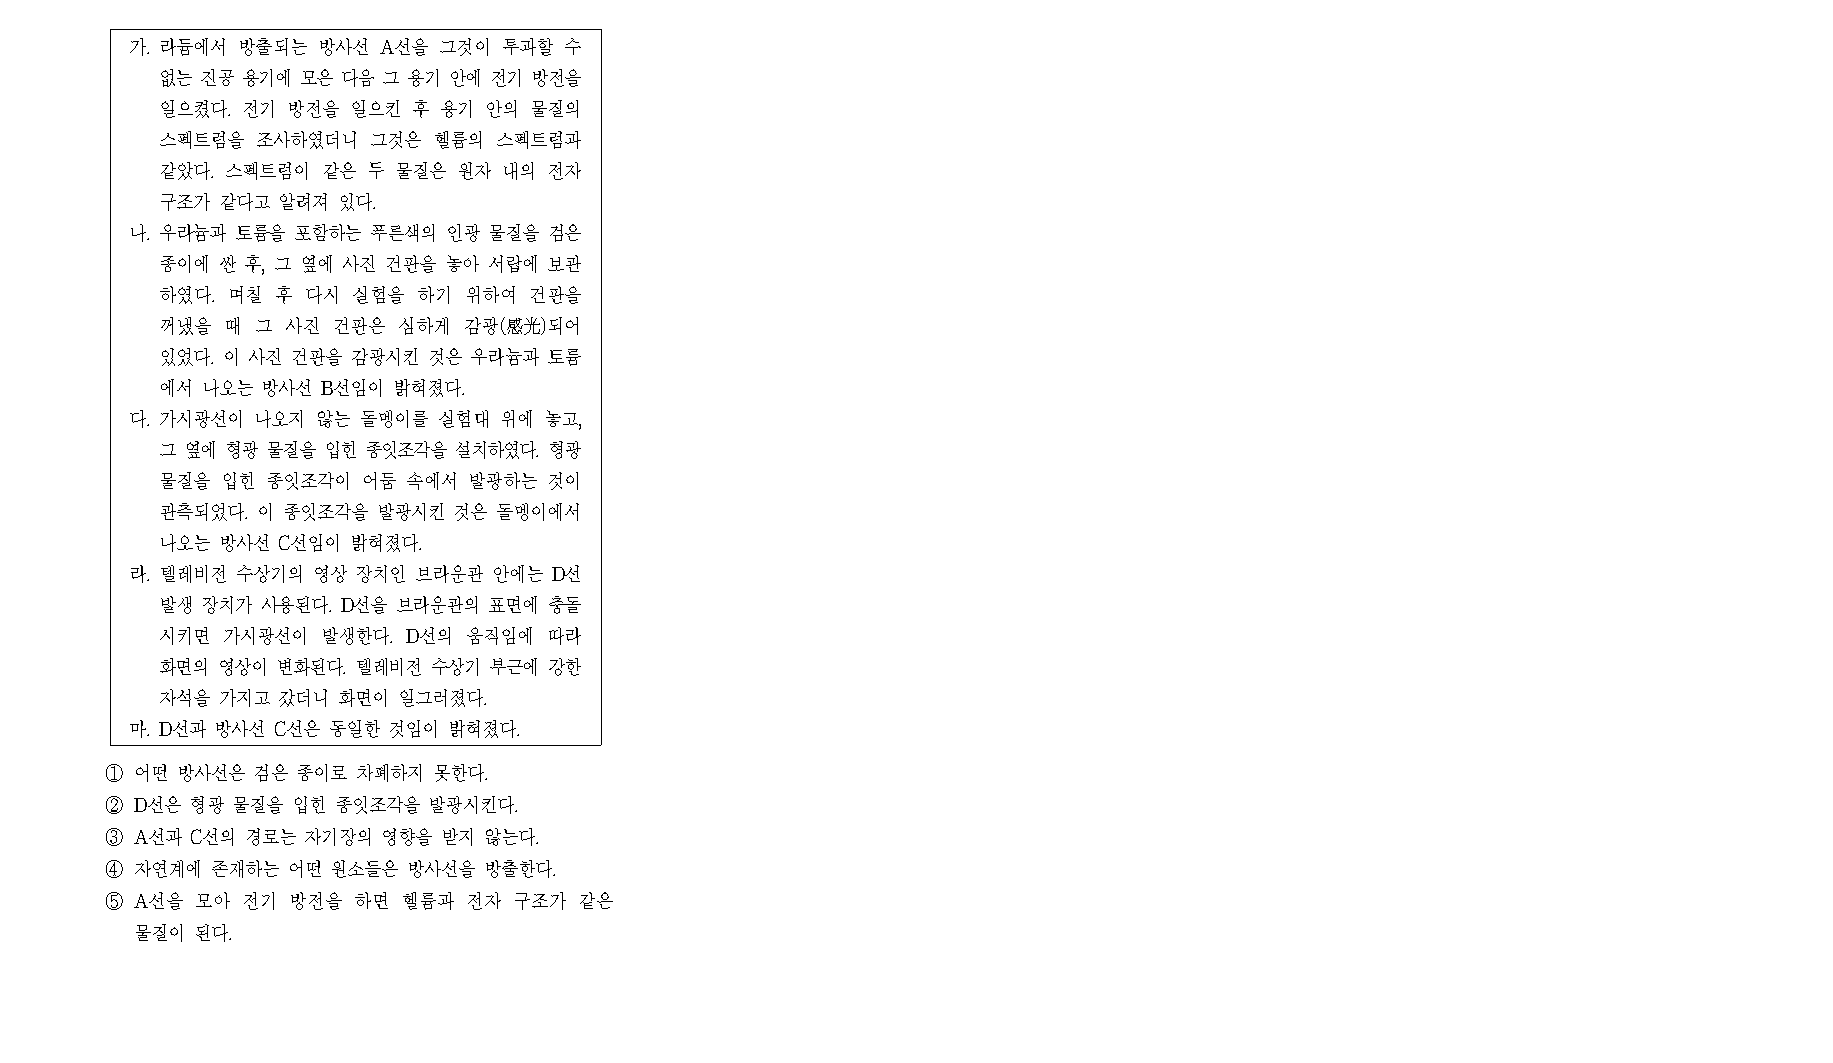 가. 라듐에서 방출되는 방사선 A선을 그것이 투과할 수
없는 진공 용기에 모은 다음 그 용기 안에 전기 방전을
일으켰다. 전기 방전을 일으킨 후 용기 안의 물질의
스펙트럼을 조사하였더니 그것은 헬륨의 스펙트럼과
같았다. 스펙트럼이 같은 두 물질은 원자 내의 전자
구조가 같다고 알려져 있다.
나. 우라늄과 토륨을 포함하는 푸른색의 인광 물질을 검은
종이에 싼 후, 그 옆에 사진 건판을 놓아 서랍에 보관
하였다. 며칠 후 다시 실험을 하기 위하여 건판을
꺼냈을 때 그 사진 건판은 심하게 감광(感光)되어
있었다. 이 사진 건판을 감광시킨 것은 우라늄과 토륨
에서 나오는 방사선 B선임이 밝혀졌다.
다. 가시광선이 나오지 않는 돌멩이를 실험대 위에 놓고,
그 옆에 형광 물질을 입힌 종잇조각을 설치하였다. 형광
물질을 입힌 종잇조각이 어둠 속에서 발광하는 것이
관측되었다. 이 종잇조각을 발광시킨 것은 돌멩이에서
나오는 방사선 C선임이 밝혀졌다.
라. 텔레비전 수상기의 영상 장치인 브라운관 안에는 D선
발생 장치가 사용된다. D선을 브라운관의 표면에 충돌
시키면 가시광선이 발생한다. D선의 움직임에 따라
화면의 영상이 변화된다. 텔레비전 수상기 부근에 강한
자석을 가지고 갔더니 화면이 일그러졌다.
마. D선과 방사선 C선은 동일한 것임이 밝혀졌다.
① 어떤 방사선은 검은 종이로 차폐하지 못한다.
② D선은 형광 물질을 입힌 종잇조각을 발광시킨다.
③ A선과 C선의 경로는 자기장의 영향을 받지 않는다.
④ 자연계에 존재하는 어떤 원소들은 방사선을 방출한다.
⑤ A선을 모아 전기 방전을 하면 헬륨과 전자 구조가 같은
물질이 된다.